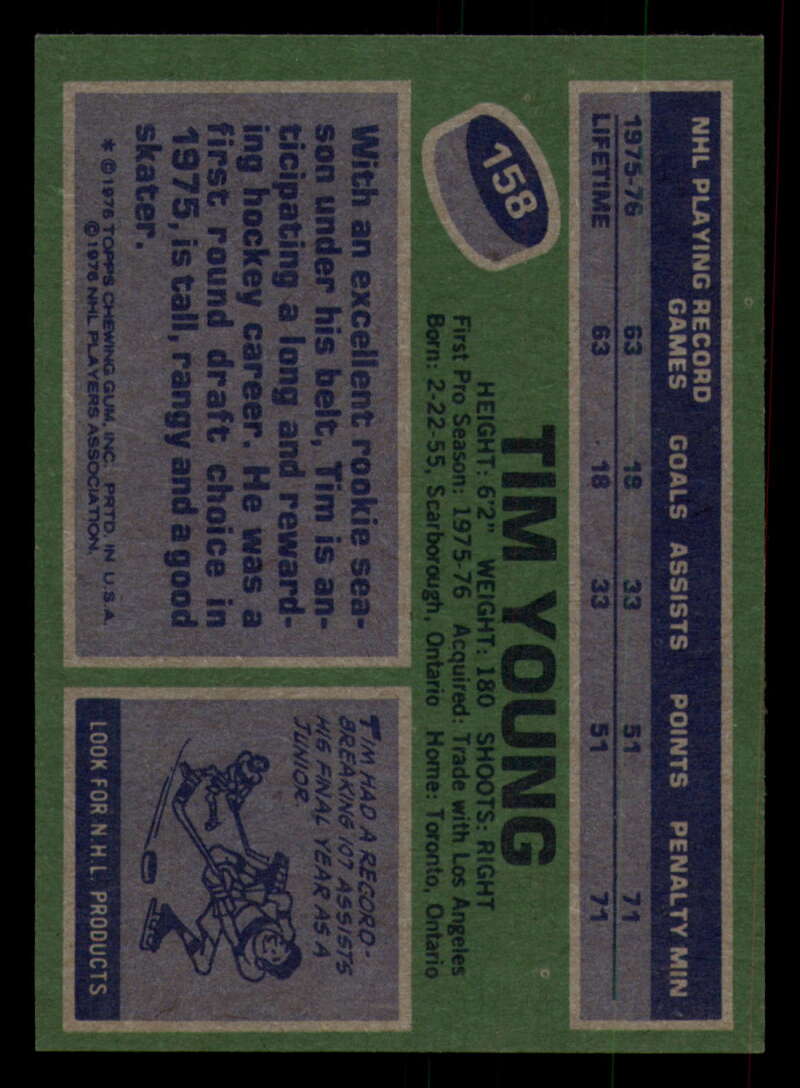 NHL PLAYING RECORD
GAMES GOALS ASSISTS POINTS PENALTY MIN
1975-76 63 18 33 51 71
LIFETIME 63 18 33 51 71
158
TIM YOUNG
HEIGHT: 6'2" WEIGHT: 180 SHOOTS: RIGHT
First Pro Season: 1975-76 Acquired: Trade with Los Angeles
Born: 2-22-55, Scarborough, Ontario Home: Toronto, Ontario
With an excellent rookie sea-
son under his belt, Tim is an-
ticipating a long and reward-
ing hockey career. He was a
first round draft choice in
1975, is tall, rangy and a good
skater.
* ©1976 TOPPS CHEWING GUM, INC. PRTD. IN U.S.A.
©1976 NHL PLAYERS ASSOCIATION.
TIM HAD A RECORD-
BREAKING 107 ASSISTS
HIS FINAL YEAR AS A
JUNIOR.
LOOK FOR N.H.L. PRODUCTS